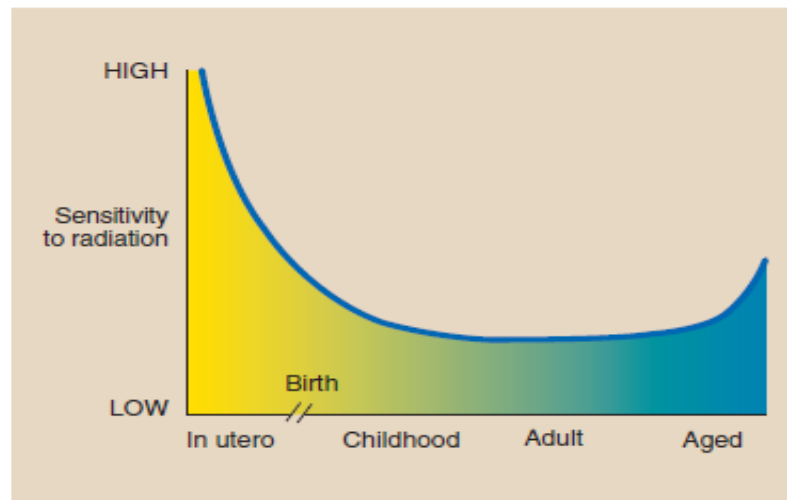 HIGH
Sensitivity
to radiation
Birth
LOW
In utero
Childhood
Adult
Aged